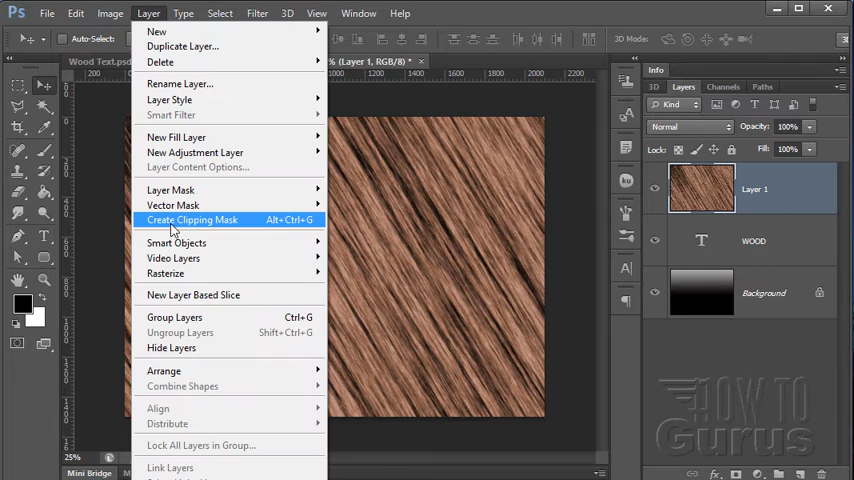 Ps File Edit Image Layer Type Select Filter 3D View Window Help
Auto-Select:
3D Mode:
3D
Wood Text.psd
% (Layer 1, RGB/8) *
200
0
1000 1200 1400 1600 1800 2000 2200
New
Duplicate Layer...
Delete
Rename Layer...
Layer Style
Smart Filter
New Fill Layer
New Adjustment Layer
Layer Content Options...
Layer Mask
Vector Mask
Create Clipping Mask Alt+Ctrl+G
Smart Objects
Video Layers
Rasterize
New Layer Based Slice
Group Layers Ctrl+G
Ungroup Layers Shift+Ctrl+G
Hide Layers
Arrange
Combine Shapes
Align
Distribute
Lock All Layers in Group...
Link Layers
25%
Mini Bridge
Info
3D Layers Channels Paths
Kind
Normal Opacity: 100%
Lock: Fill: 100%
Layer 1
T WOOD
Background
fx
HOW TO
Gurus